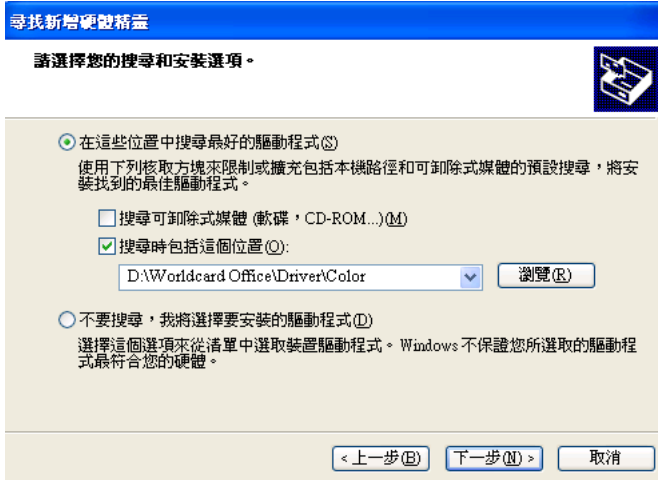 尋找新增硬體精靈
請選擇您的搜尋和安裝選項。
在這些位置中搜尋最好的驅動程式(S)
使用下列核取方塊來限制或擴充包括本機路徑和可卸除式媒體的預設搜尋，將安
裝找到的最佳驅動程式。
搜尋可卸除式媒體 (軟碟，CD-ROM...)(M)
搜尋時包括這個位置(O):
D:\Worldcard Office\Driver\Color
瀏覽(R)
不要搜尋，我將選擇要安裝的驅動程式(D)
選擇這個選項來從清單中選取裝置驅動程式。Windows 不保證您所選取的驅動程
式最符合您的硬體。
<上一步(B)
下一步(N)>
取消